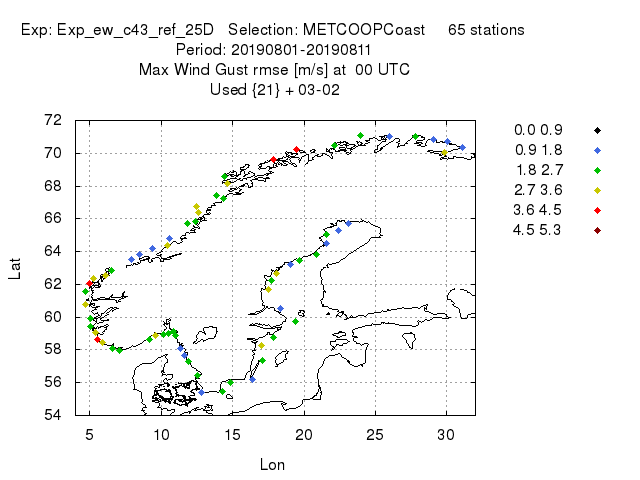 Exp: Exp_ew_c43_ref_25D Selection: METCOOPCoast 65 stations
Period: 20190801-20190811
Max Wind Gust rmse [m/s] at 00 UTC
Used {21} + 03-02
72
70
68
66
64
62
60
58
56
54
5 10 15 20 25 30
Lat
Lon
0.0 0.9
0.9 1.8
1.8 2.7
2.7 3.6
3.6 4.5
4.5 5.3